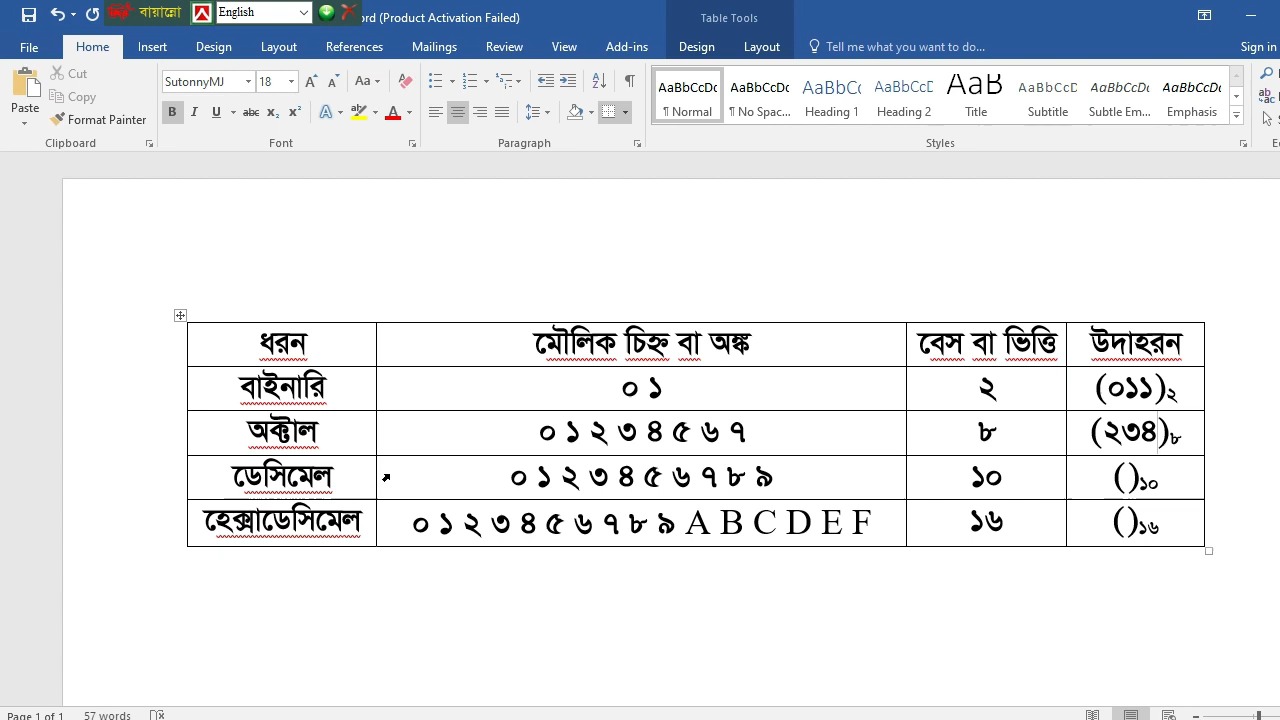 বায়ান্নো English ord (Product Activation Failed) Table Tools
File Home Insert Design Layout References Mailings Review View Add-ins Design Layout Tell me what you want to do... Sign in
Paste Cut Copy Format Painter
SutonnyMJ 18
AaBbCcDc AaBbCcDc AaBbCc AaBbCcD AaB AaBbCcD AaBbCcDc AaBbCcDc
¶ Normal ¶ No Spac... Heading 1 Heading 2 Title Subtitle Subtle Em... Emphasis
Clipboard Font Paragraph Styles
ধরন মৌলিক চিহ্ন বা অঙ্ক বেস বা ভিত্তি উদাহরন
বাইনারি ০ ১ ২ (০১১)₂
অক্টাল ০ ১ ২ ৩ ৪ ৫ ৬ ৭ ৮ (২৩৪)৮
ডেসিমেল ০ ১ ২ ৩ ৪ ৫ ৬ ৭ ৮ ৯ ১০ ()১০
হেক্সাডেসিমেল ০ ১ ২ ৩ ৪ ৫ ৬ ৭ ৮ ৯ A B C D E F ১৬ ()১৬
Page 1 of 1 57 words